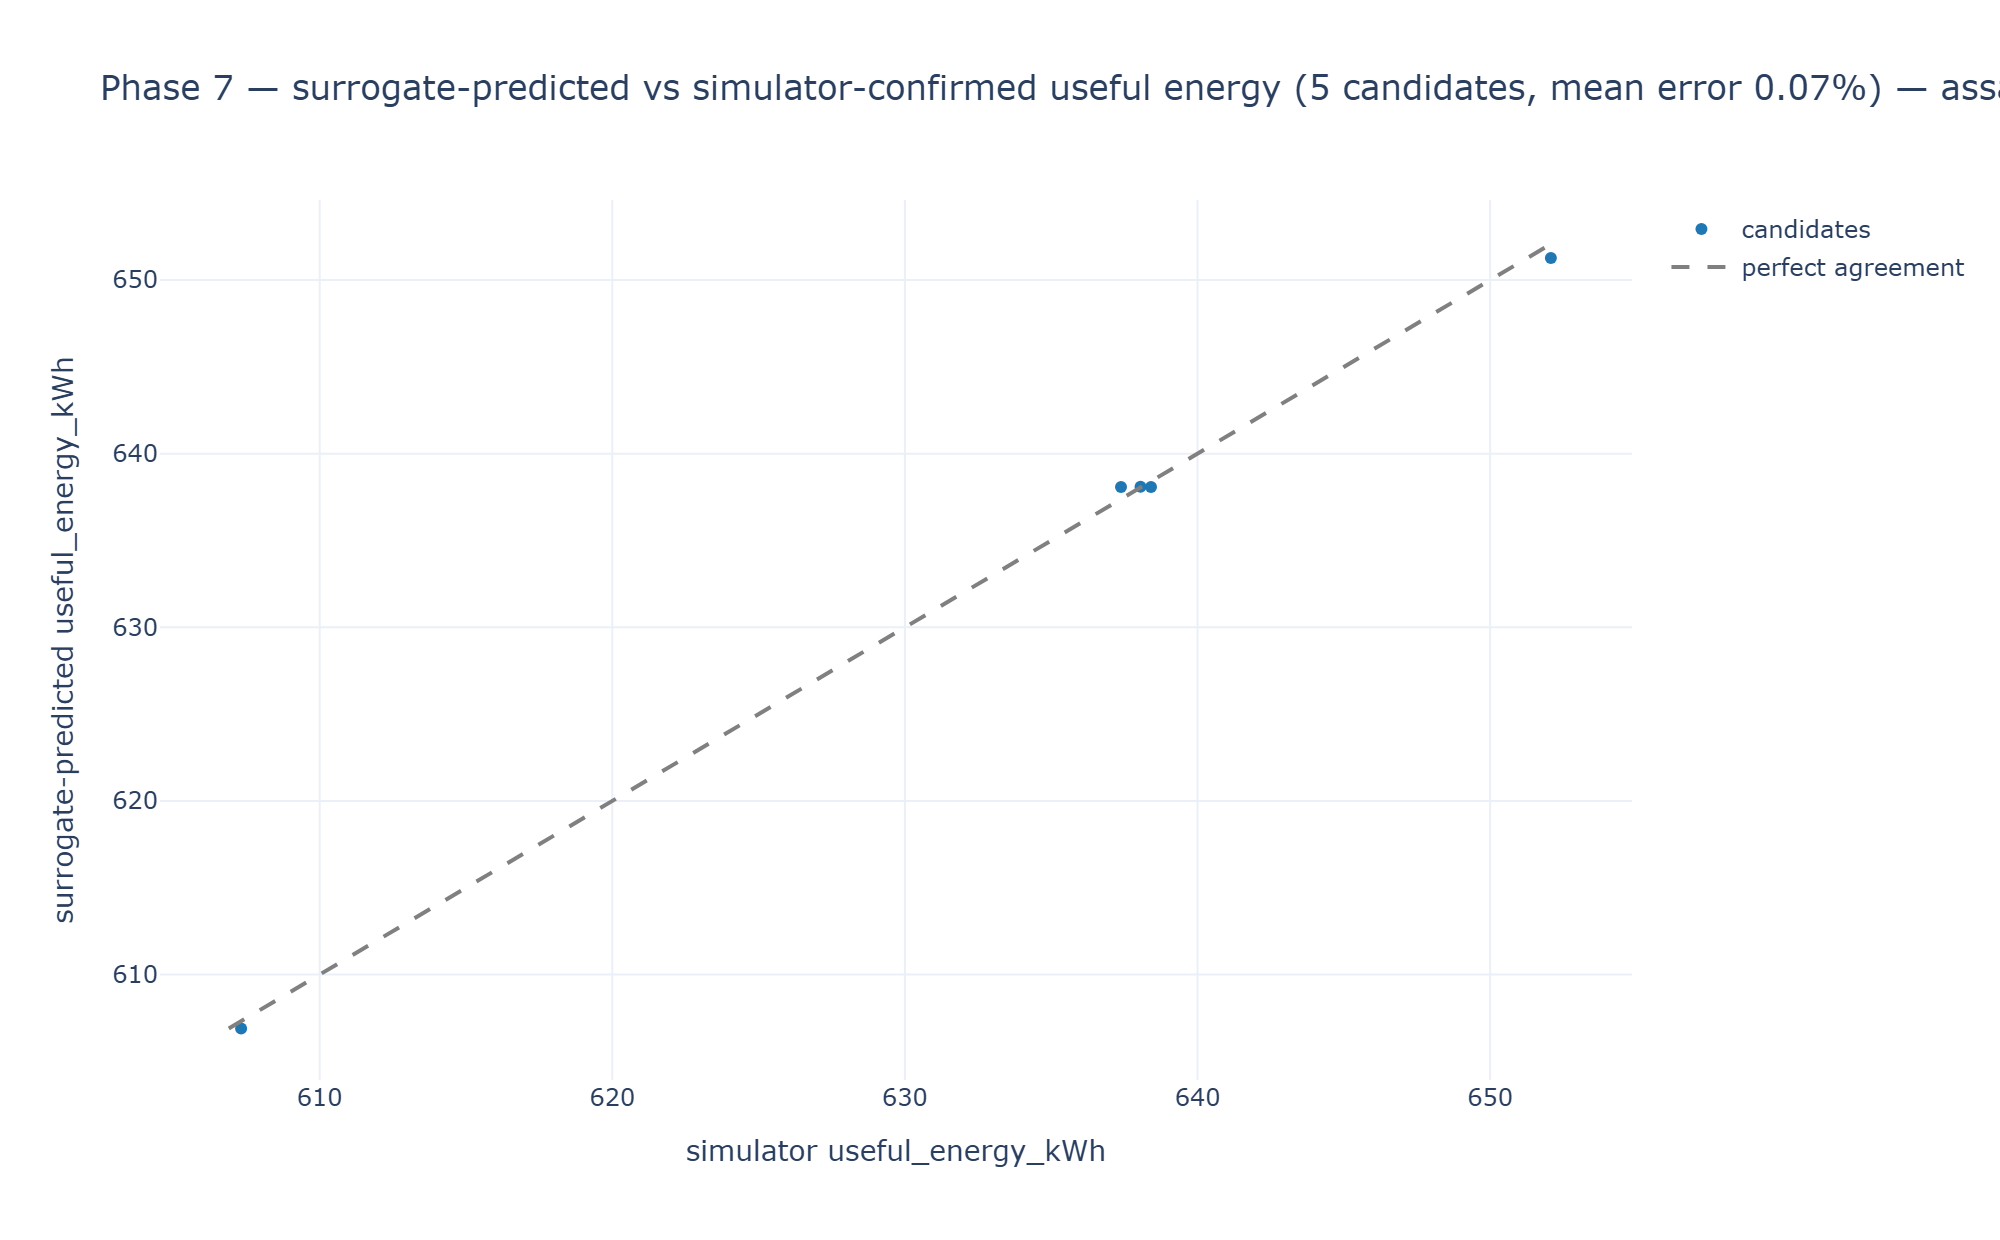 Phase 7 — surrogate-predicted vs simulator-confirmed useful energy (5 candidates, mean error 0.07%) —
candidates
perfect agreement
surrogate-predicted useful_energy_kWh
650
640
630
620
610
610 620 630 640 650
simulator useful_energy_kWh